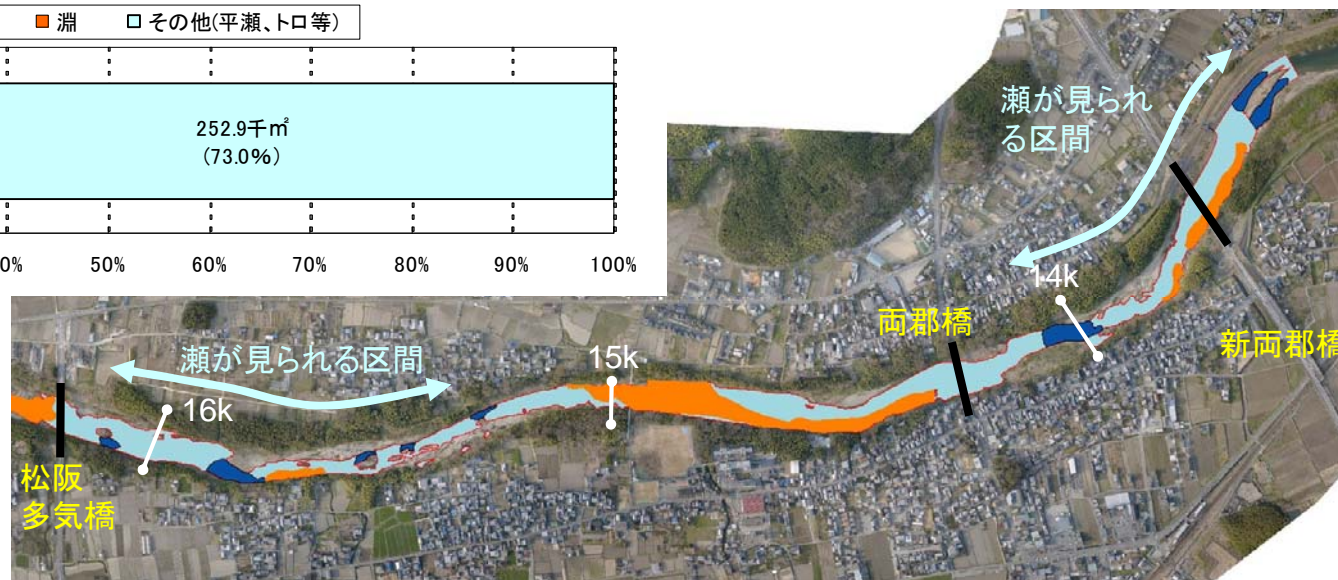 淵 その他(平瀬、トロ等)
252.9千㎡
(73.0%)
0% 50% 60% 70% 80% 90% 100%
瀬が見られ
る区間
14k
両郡橋
新両郡橋
瀬が見られる区間
15k
16k
松阪
多気橋